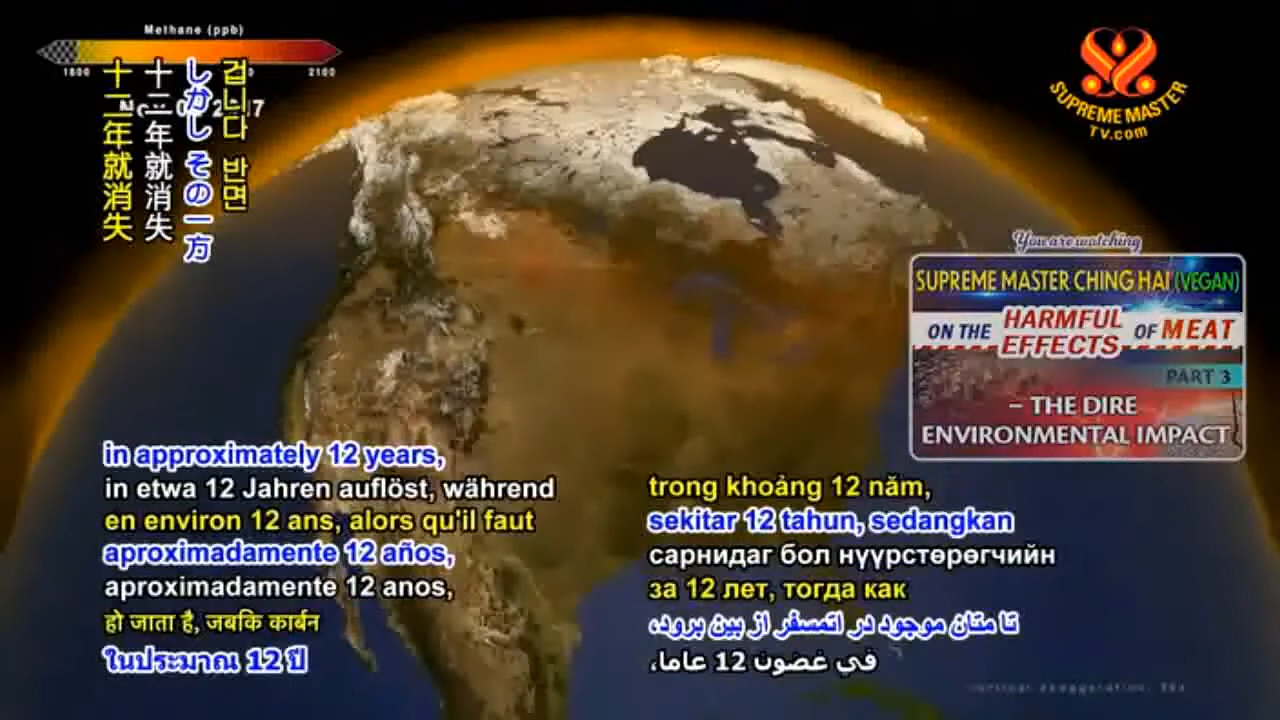 Methane (ppb)
1800
2100
겁니다 반면
しかし その一方
十二年就消失
十二年就消失
SUPREME MASTER
TV.com
You are watching
SUPREME MASTER CHING HAI (VEGAN)
ON THE HARMFUL EFFECTS OF MEAT
PART 3
– THE DIRE
ENVIRONMENTAL IMPACT
in approximately 12 years,
in etwa 12 Jahren auflöst, während
en environ 12 ans, alors qu'il faut
aproximadamente 12 años,
aproximadamente 12 anos,
हो जाता है, जबकि कार्बन
ในประมาณ 12 ปี
trong khoảng 12 năm,
sekitar 12 tahun, sedangkan
сарнидаг бол нүүрстөрөгчийн
за 12 лет, тогда как
تا متان موجود در اتمسفر از بین برود،
في غضون 12 عاما،
vertical exaggeration: